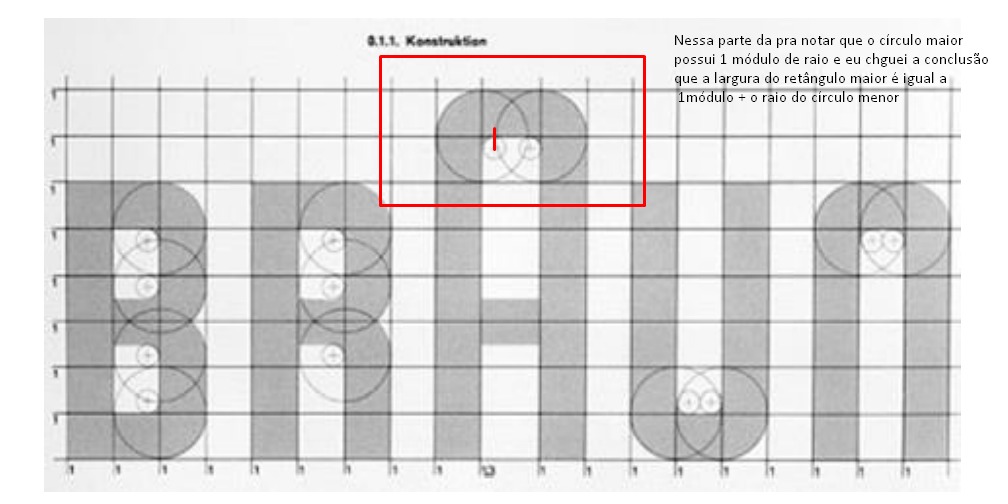 0.1.1. Konstruktion
Nessa parte da pra notar que o círculo maior
possui 1 módulo de raio e eu chguei a conclusão
que a largura do retângulo maior é igual a
1módulo + o raio do círculo menor
BRAUN
1
1
1
1
1
1
1
1
1
1 1 1 1 1 1 1 1 1 1 1 1 1 1 1 1 1 1